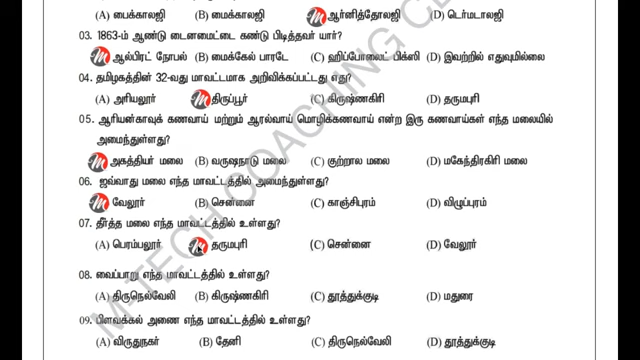 (A) பைக்காலஜி (B) மைக்காலஜி ஆர்னித்தோலஜி (D) டெர்மடாலஜி
03. 1863-ம் ஆண்டு டைனமைட்டை கண்டு பிடித்தவர் யார்?
ஆல்பிரட் நோபல் (B) மைக்கேல் பாரடே (C) ஹிப்போலைட் பிக்ஸி (D) இவற்றில் எதுவுமில்லை
04. தமிழகத்தின் 32-வது மாவட்டமாக அறிவிக்கப்பட்டது எது?
(A) அரியலூர் திருப்பூர் (C) கிருஷ்ணகிரி (D) தருமபுரி
05. ஆரியன்காவுக் கணவாய் மற்றும் ஆரல்வாய் மொழிக்கணவாய் என்ற இரு கணவாய்கள் எந்த மலையில்
அமைந்துள்ளது?
அகத்தியர் மலை (B) வருஷநாடு மலை (C) குற்றால மலை (D) மகேந்திரகிரி மலை
06. ஜவ்வாது மலை எந்த மாவட்டத்தில் அமைந்துள்ளது?
வேலூர் (B) சென்னை (C) காஞ்சிபுரம் (D) விழுப்புரம்
07. தீர்த்த மலை எந்த மாவட்டத்தில் உள்ளது?
(A) பெரம்பலூர் தருமபுரி (C) சென்னை (D) வேலூர்
08. வைப்பாறு எந்த மாவட்டத்தில் உள்ளது?
(A) திருநெல்வேலி (B) கிருஷ்ணகிரி (C) தூத்துக்குடி (D) மதுரை
09. பிளவக்கல் அணை எந்த மாவட்டத்தில் உள்ளது?
(A) விருதுநகர் (B) தேனி (C) திருநெல்வேலி (D) தூத்துக்குடி
M-TECH COACHING CE